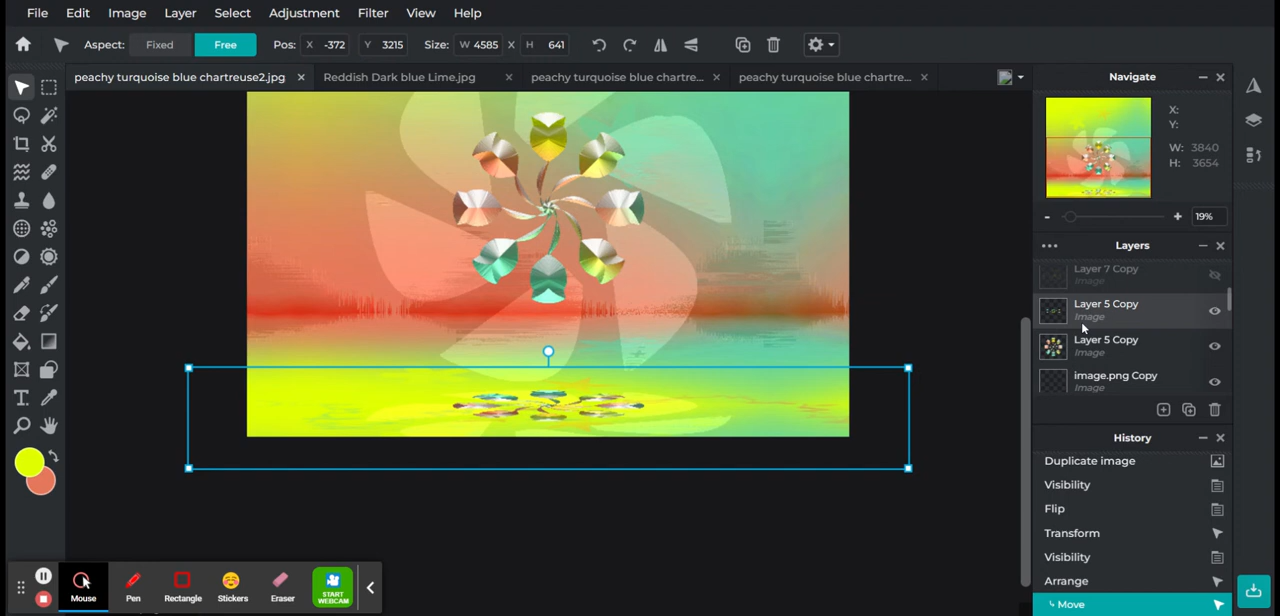 File Edit Image Layer Select Adjustment Filter View Help
Aspect: Fixed Free Pos: X -372 Y 3215 Size: W 4585 X H 641
peachy turquoise blue chartreuse2.jpg Reddish Dark blue Lime.jpg peachy turquoise blue chartre... peachy turquoise blue chartre...
Navigate
X:
Y:
W: 3840
H: 3654
- + 19%
Layers
Layer 7 Copy
Image
Layer 5 Copy
Image
Layer 5 Copy
Image
image.png Copy
Image
History
Duplicate image
Visibility
Flip
Transform
Visibility
Arrange
Move
Mouse Pen Rectangle Stickers Eraser START
WEBCAM